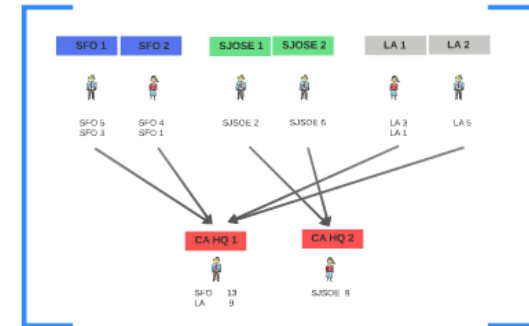 SFO 1 SFO 2 SJOSE 1 SJOSE 2 LA 1 LA 2
SFO 5 SFO 4 SJSOE 2 SJSOE 6 LA 3 LA 5
SFO 3 SFO 1 LA 1
CA HQ 1 CA HQ 2
SFO 13 SJSOE 8
LA 9